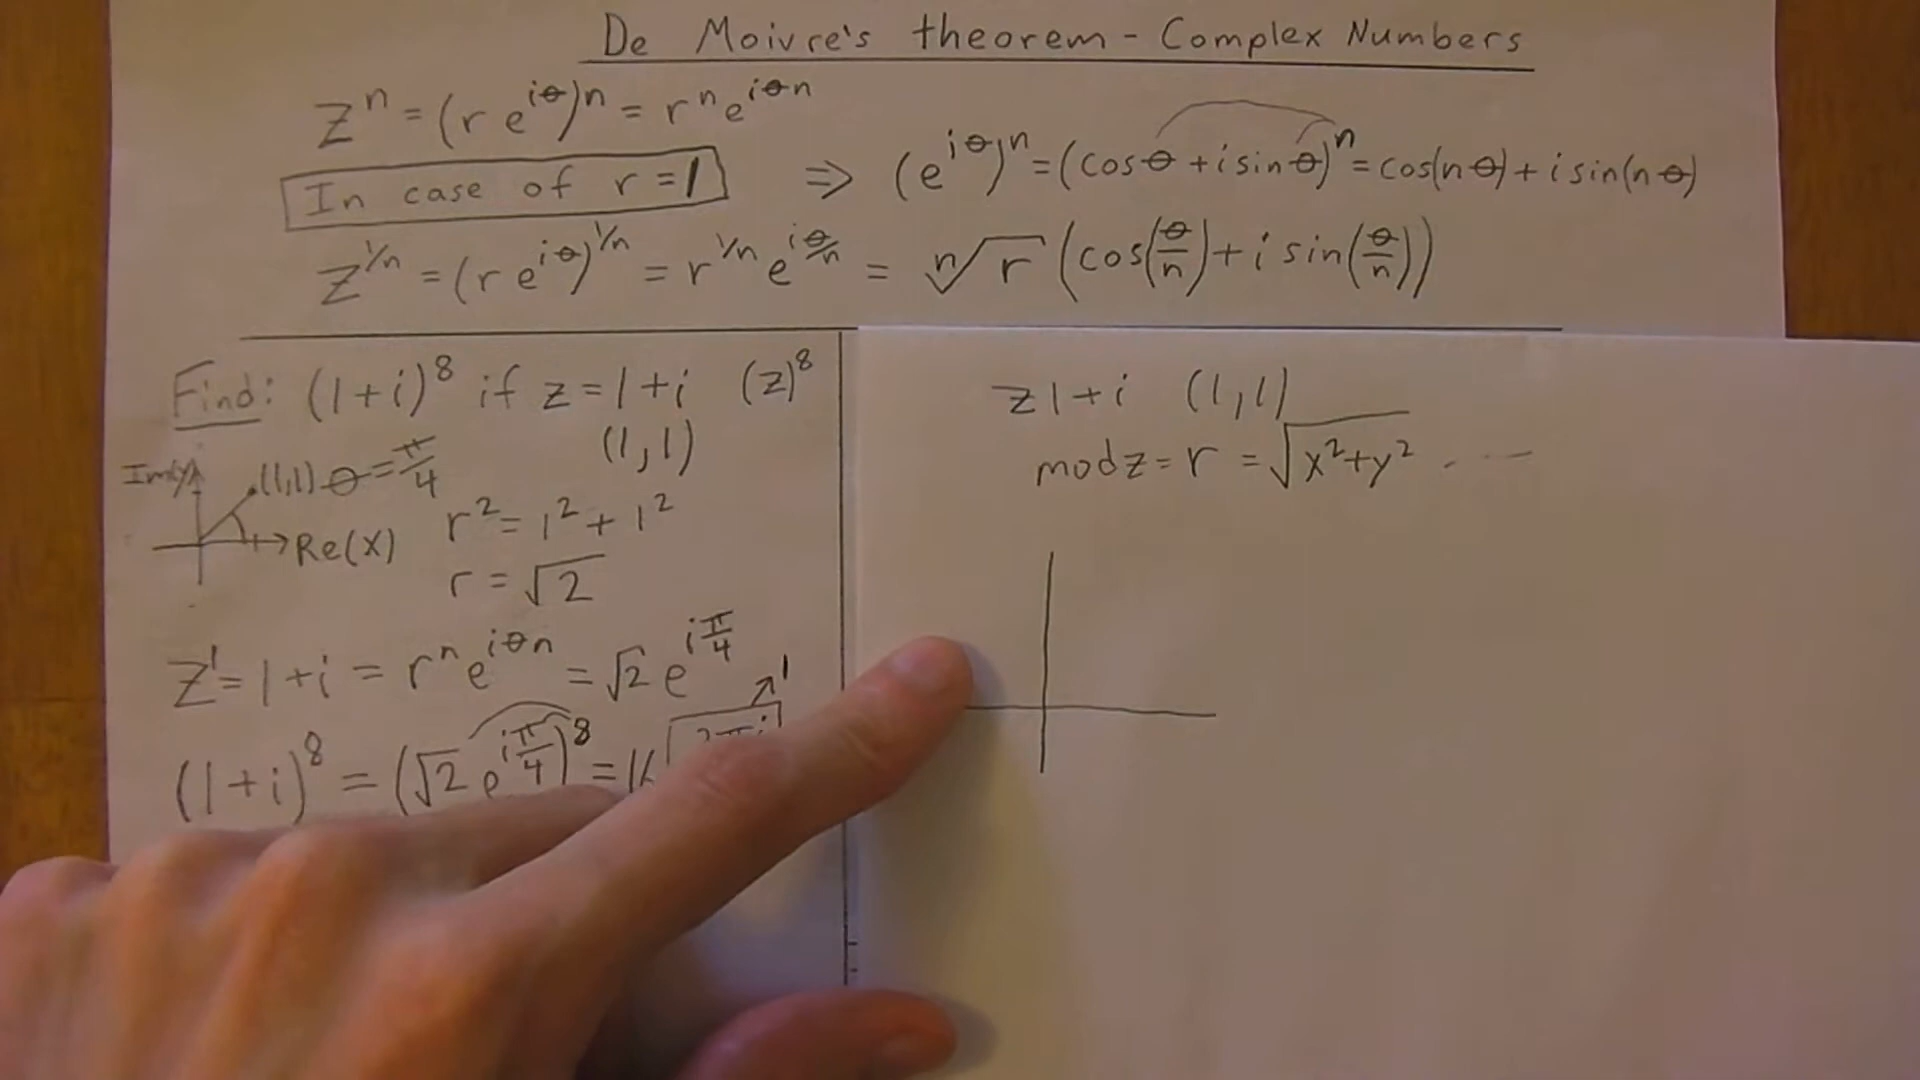 De Moivre's theorem - Complex Numbers
zⁿ = (r e^{iθ})ⁿ = rⁿ e^{iθn}
In case of r = 1 ⇒ (e^{iθ})ⁿ = (cosθ + i sinθ)ⁿ = cos(nθ) + i sin(nθ)
z^{1/n} = (r e^{iθ})^{1/n} = r^{1/n} e^{iθ/n} = ⁿ√r (cos(θ/n) + i sin(θ/n))
Find: (1+i)⁸ if z = 1+i (z)⁸
(1,1)
Im(y)
(1,1) θ = π/4
Re(x)
r² = 1² + 1²
r = √2
z¹ = 1+i = rⁿ e^{iθn} = √2 e^{iπ/4}
1
(1+i)⁸ = (√2 e^{iπ/4})⁸ =
z 1+i (1,1)
mod z = r = √(x²+y²) . --